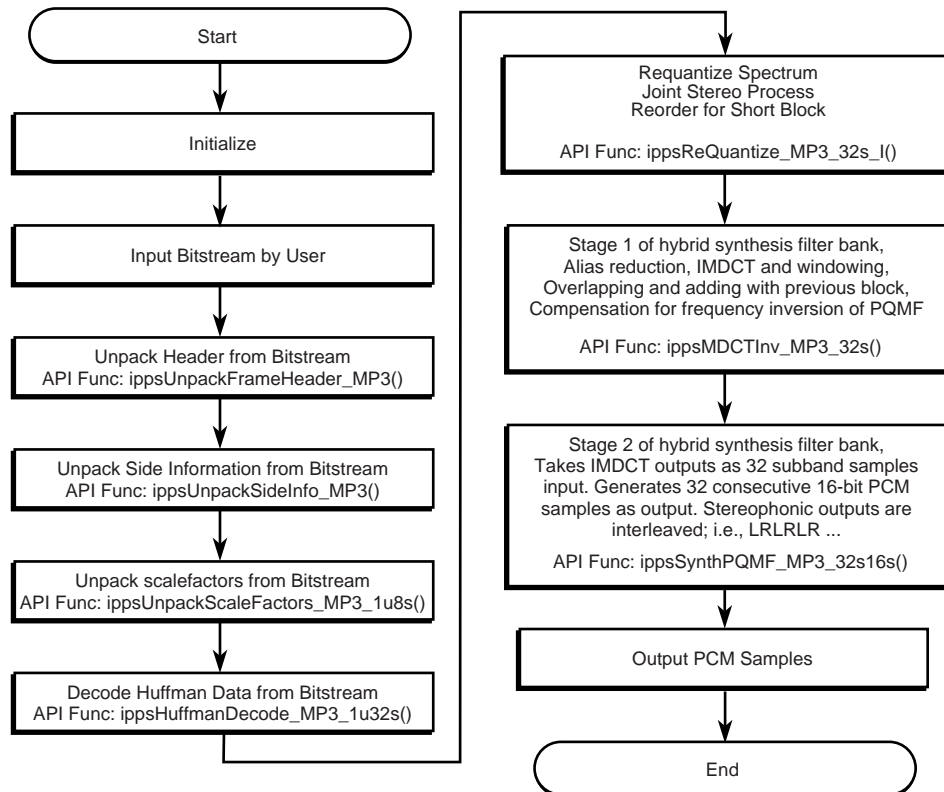 Start
Initialize
Input Bitstream by User
Unpack Header from Bitstream
API Func: ippsUnpackFrameHeader_MP3()
Unpack Side Information from Bitstream
API Func: ippsUnpackSideInfo_MP3()
Unpack scalefactors from Bitstream
API Func: ippsUnpackScaleFactors_MP3_1u8s()
Decode Huffman Data from Bitstream
API Func: ippsHuffmanDecode_MP3_1u32s()
Requantize Spectrum
Joint Stereo Process
Reorder for Short Block
API Func: ippsReQuantize_MP3_32s_I()
Stage 1 of hybrid synthesis filter bank,
Alias reduction, IMDCT and windowing,
Overlapping and adding with previous block,
Compensation for frequency inversion of PQMF
API Func: ippsMDCTInv_MP3_32s()
Stage 2 of hybrid synthesis filter bank,
Takes IMDCT outputs as 32 subband samples
input. Generates 32 consecutive 16-bit PCM
samples as output. Stereophonic outputs are
interleaved; i.e., LRLRLR ...
API Func: ippsSynthPQMF_MP3_32s16s()
Output PCM Samples
End